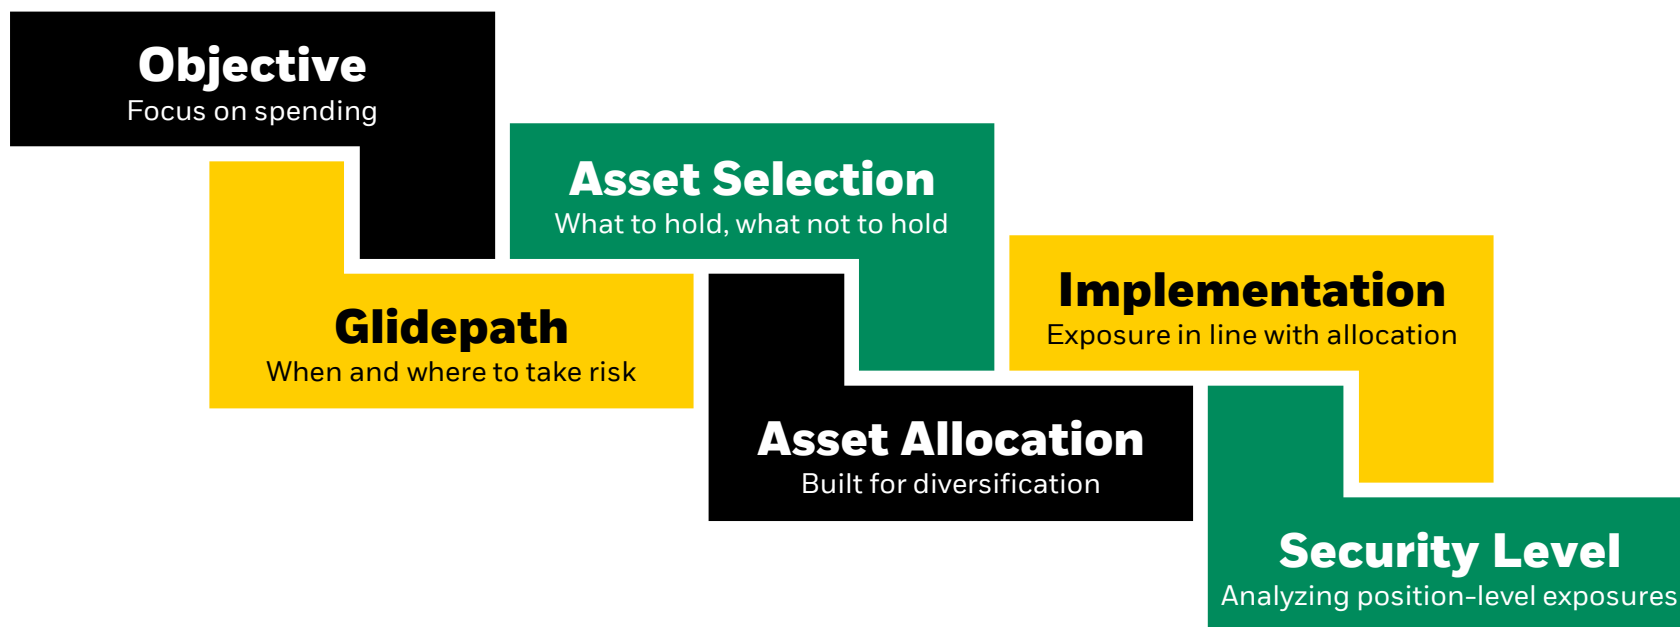 Objective
Focus on spending
Glidepath
When and where to take risk
Asset Selection
What to hold, what not to hold
Asset Allocation
Built for diversification
Implementation
Exposure in line with allocation
Security Level
Analyzing position-level exposures